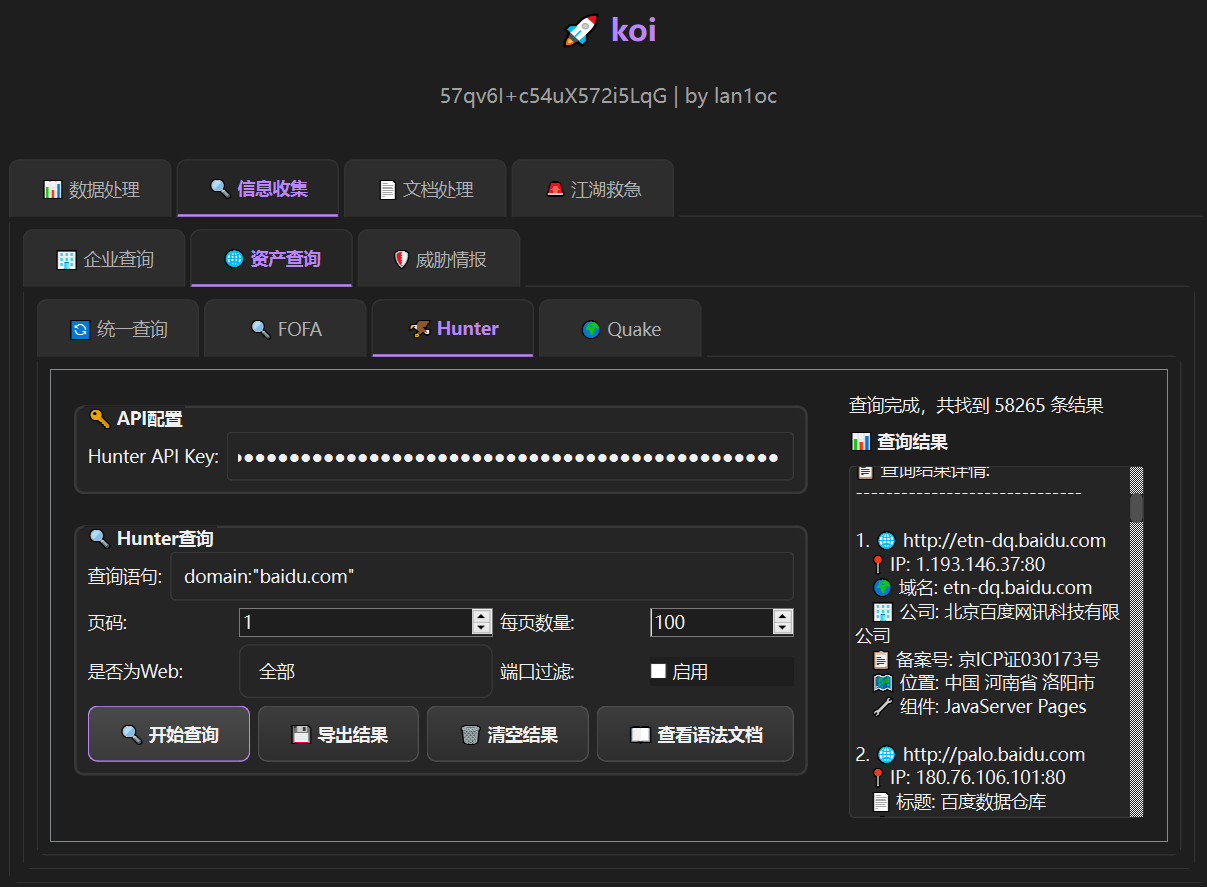 koi
57qv6I+c54uX572i5LqG | by lan1oc
数据处理 信息收集 文档处理 江湖救急
企业查询 资产查询 威胁情报
统一查询 FOFA Hunter Quake
API配置
Hunter API Key: ●●●●●●●●●●●●●●●●●●●●●●●●●●●●●●●●●●●●●●●●●●●●●●●
Hunter查询
查询语句: domain:"baidu.com"
页码: 1 每页数量: 100
是否为Web: 全部 端口过滤: 启用
开始查询 导出结果 清空结果 查看语法文档
查询完成，共找到 58265 条结果
查询结果
查询结果详情:
------------------------------
1. http://etn-dq.baidu.com
IP: 1.193.146.37:80
域名: etn-dq.baidu.com
公司: 北京百度网讯科技有限
公司
备案号: 京ICP证030173号
位置: 中国 河南省 洛阳市
组件: JavaServer Pages
2. http://palo.baidu.com
IP: 180.76.106.101:80
标题: 百度数据仓库